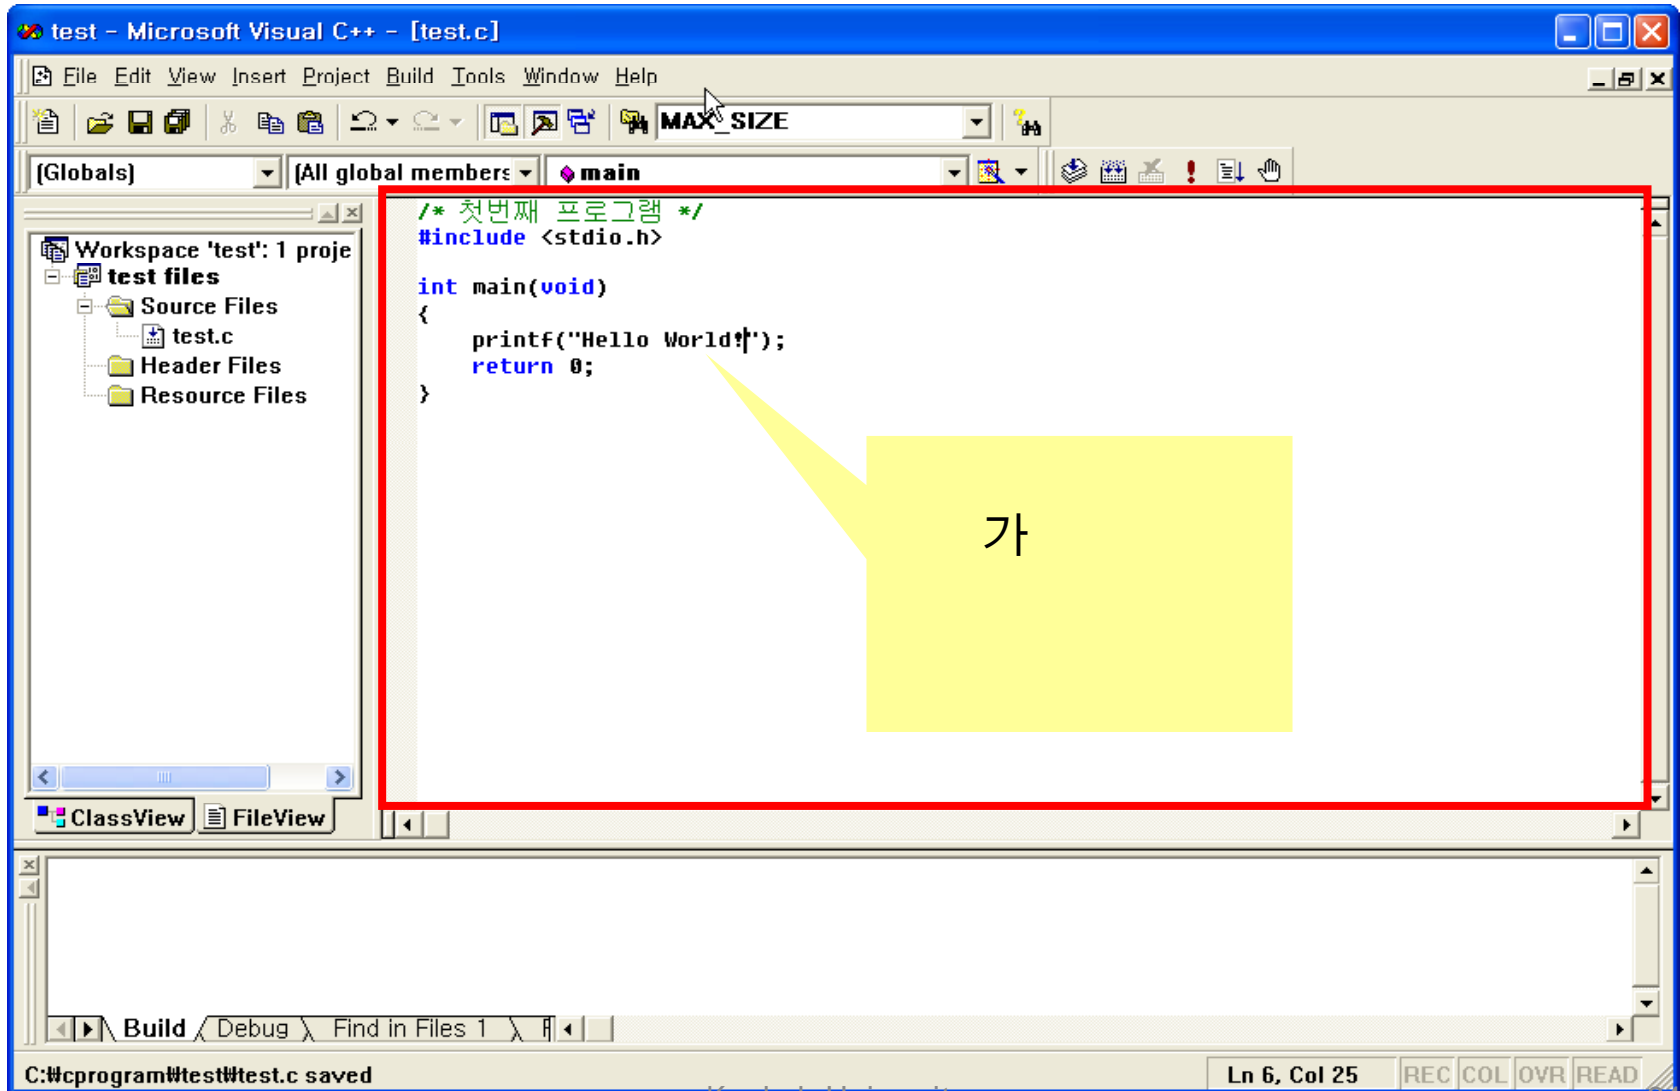 test - Microsoft Visual C++ - [test.c]
File Edit View Insert Project Build Tools Window Help
MAX_SIZE
(Globals) (All global members main
/* 첫번째 프로그램 */
#include <stdio.h>
int main(void)
{
printf("Hello World!");
return 0;
}
Workspace 'test': 1 proje
test files
Source Files
test.c
Header Files
Resource Files
가
ClassView FileView
Build Debug Find in Files 1
C:₩cprogram₩test₩test.c saved
Ln 6, Col 25 REC COL OVR READ